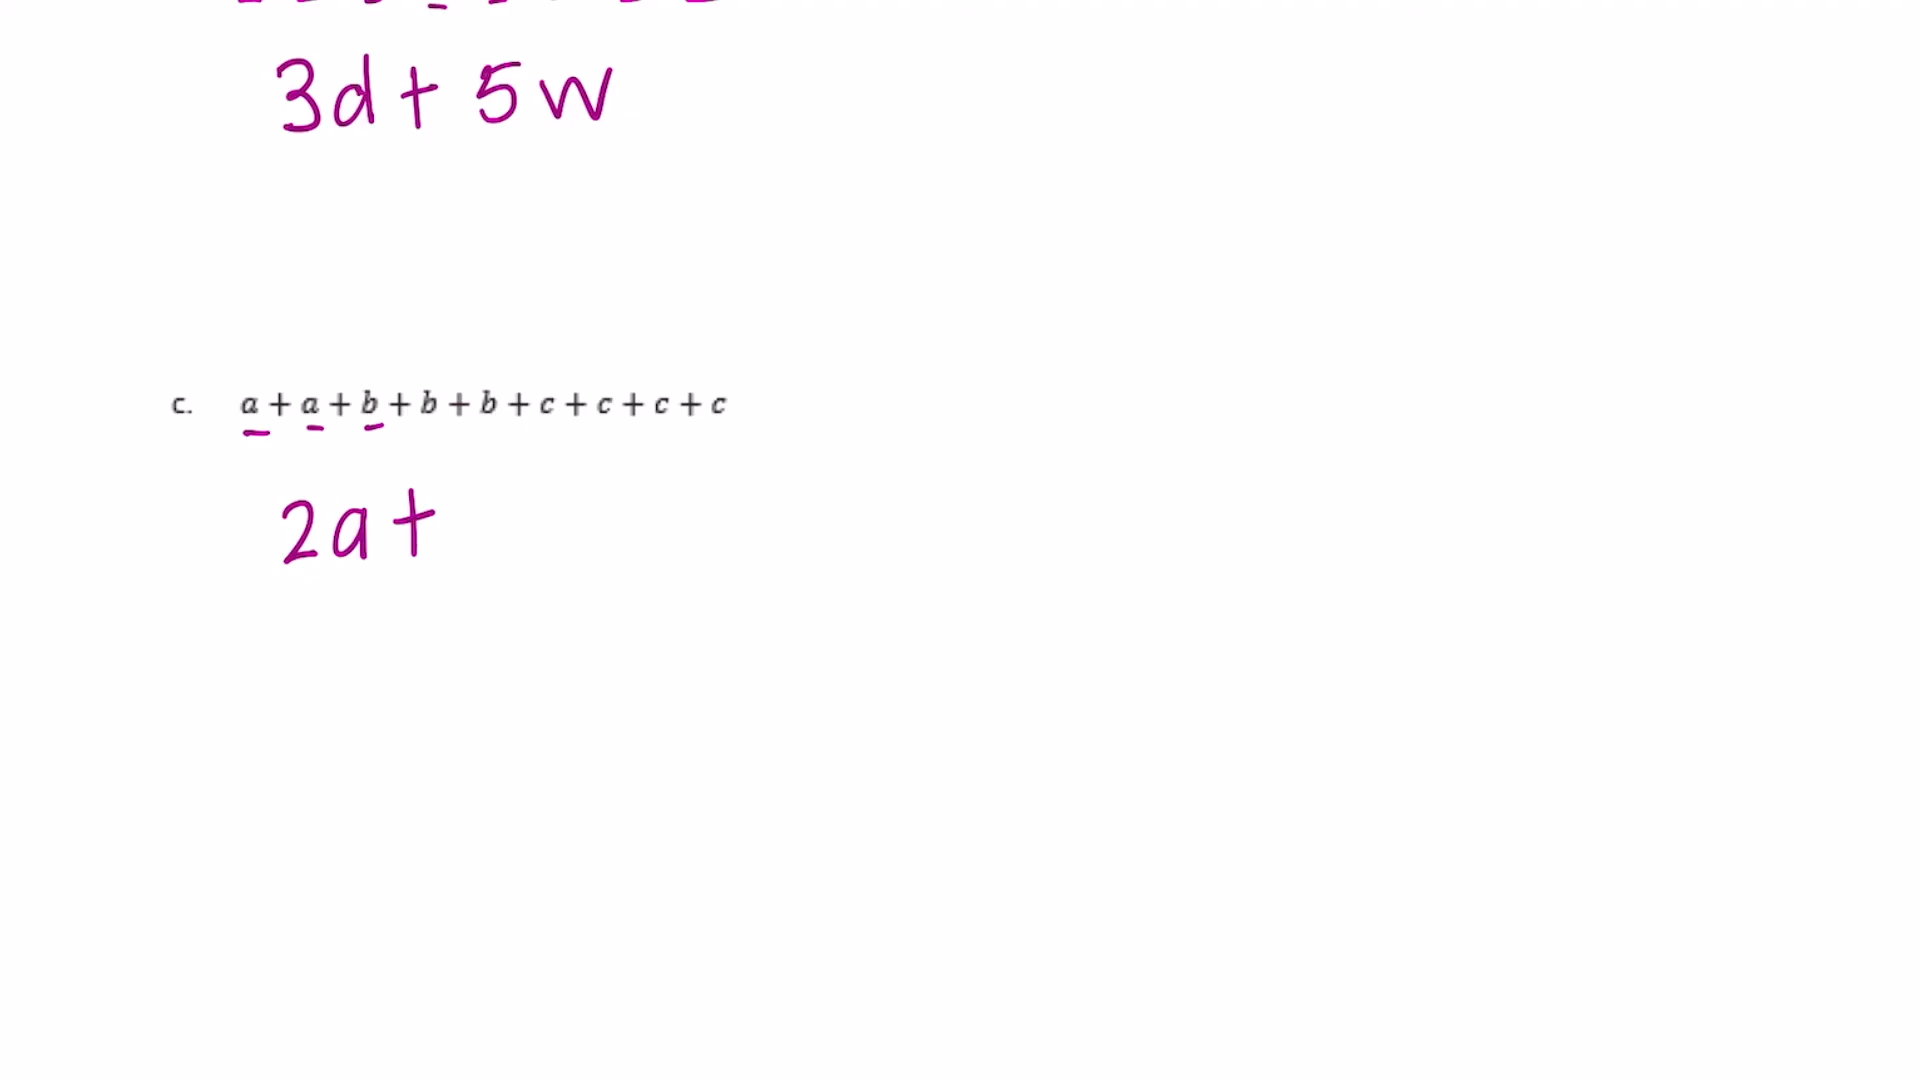 3d + 5w
c. a + a + b + b + b + c + c + c + c
2a +